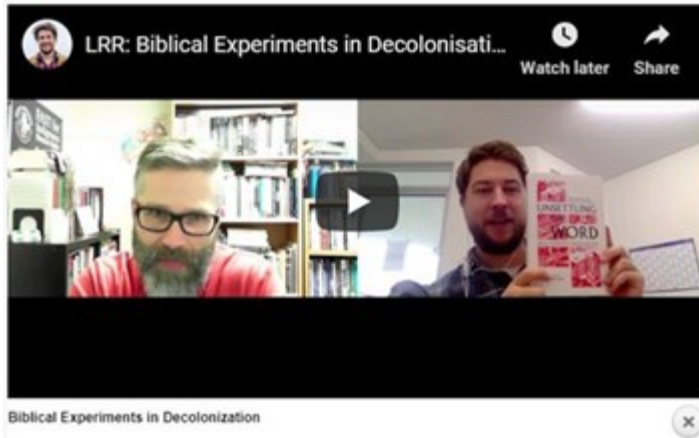 LRR: Biblical Experiments in Decolonisati...
Watch later
Share
UNSETTLING
WORD
Biblical Experiments in Decolonization